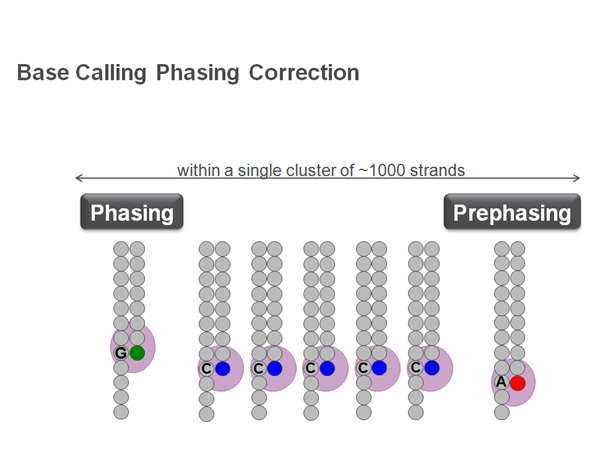 Base Calling Phasing Correction
within a single cluster of ~1000 strands
Phasing
Prephasing
G
C
C
C
C
C
A